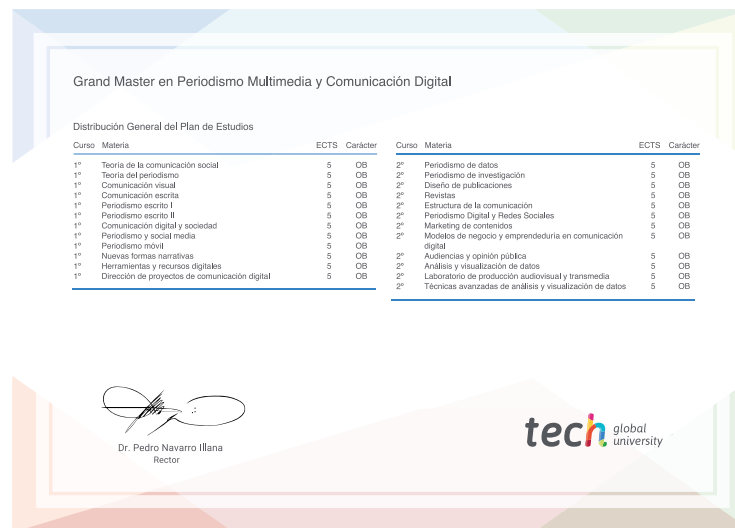 Grand Master en Periodismo Multimedia y Comunicación Digital
Distribución General del Plan de Estudios
Curso Materia ECTS Carácter
1º Teoría de la comunicación social 5 OB
1º Teoría del periodismo 5 OB
1º Comunicación visual 5 OB
1º Comunicación escrita 5 OB
1º Periodismo escrito I 5 OB
1º Periodismo escrito II 5 OB
1º Comunicación digital y sociedad 5 OB
1º Periodismo y social media 5 OB
1º Periodismo móvil 5 OB
1º Nuevas formas narrativas 5 OB
1º Herramientas y recursos digitales 5 OB
1º Dirección de proyectos de comunicación digital 5 OB
Curso Materia ECTS Carácter
2º Periodismo de datos 5 OB
2º Periodismo de investigación 5 OB
2º Diseño de publicaciones 5 OB
2º Revistas 5 OB
2º Estructura de la comunicación 5 OB
2º Periodismo Digital y Redes Sociales 5 OB
2º Marketing de contenidos 5 OB
2º Modelos de negocio y emprendeduría en comunicación 5 OB
digital
2º Audiencias y opinión pública 5 OB
2º Análisis y visualización de datos 5 OB
2º Laboratorio de producción audiovisual y transmedia 5 OB
2º Técnicas avanzadas de análisis y visualización de datos 5 OB
Dr. Pedro Navarro Illana
Rector
tech global
university